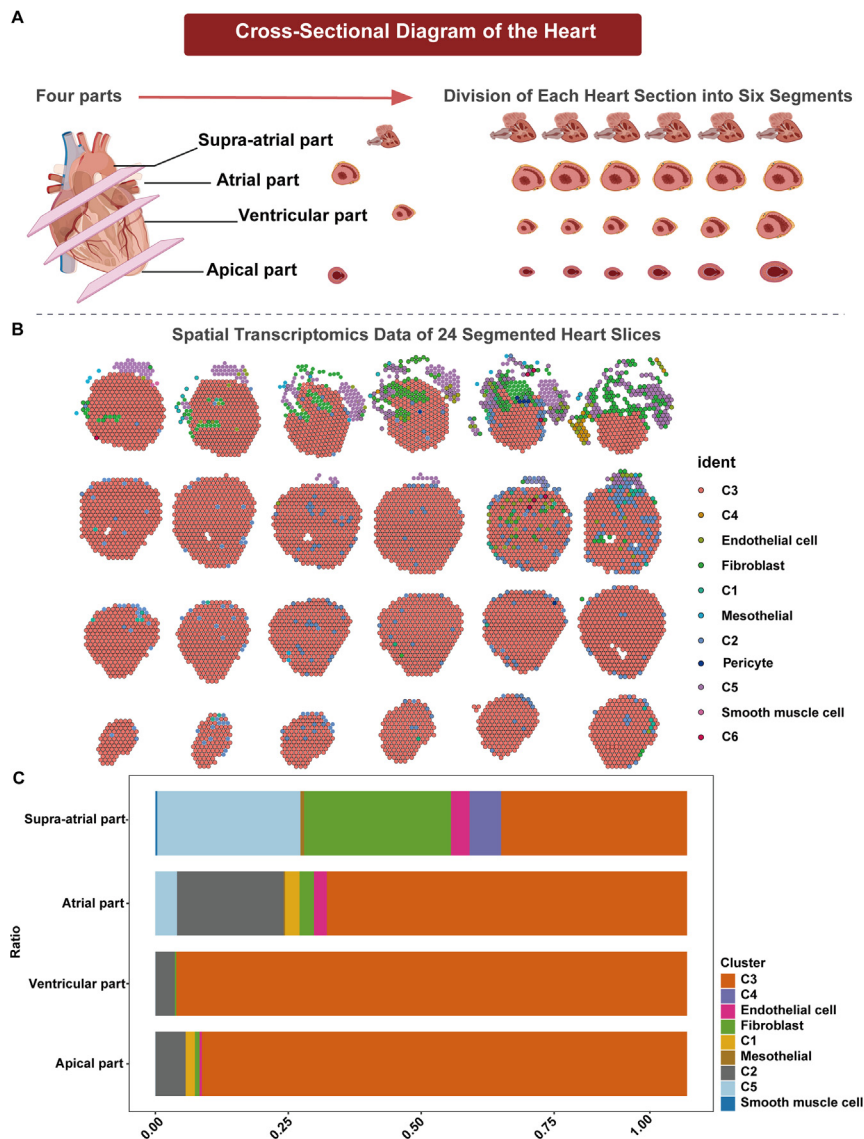 A
Cross-Sectional Diagram of the Heart
Four parts
Division of Each Heart Section into Six Segments
Supra-atrial part
Atrial part
Ventricular part
Apical part
B
Spatial Transcriptomics Data of 24 Segmented Heart Slices
ident
C3
C4
Endothelial cell
Fibroblast
C1
Mesothelial
C2
Pericyte
C5
Smooth muscle cell
C6
C
Supra-atrial part
Atrial part
Ventricular part
Apical part
Ratio
0.00
0.25
0.50
0.75
1.00
Cluster
C3
C4
Endothelial cell
Fibroblast
C1
Mesothelial
C2
C5
Smooth muscle cell